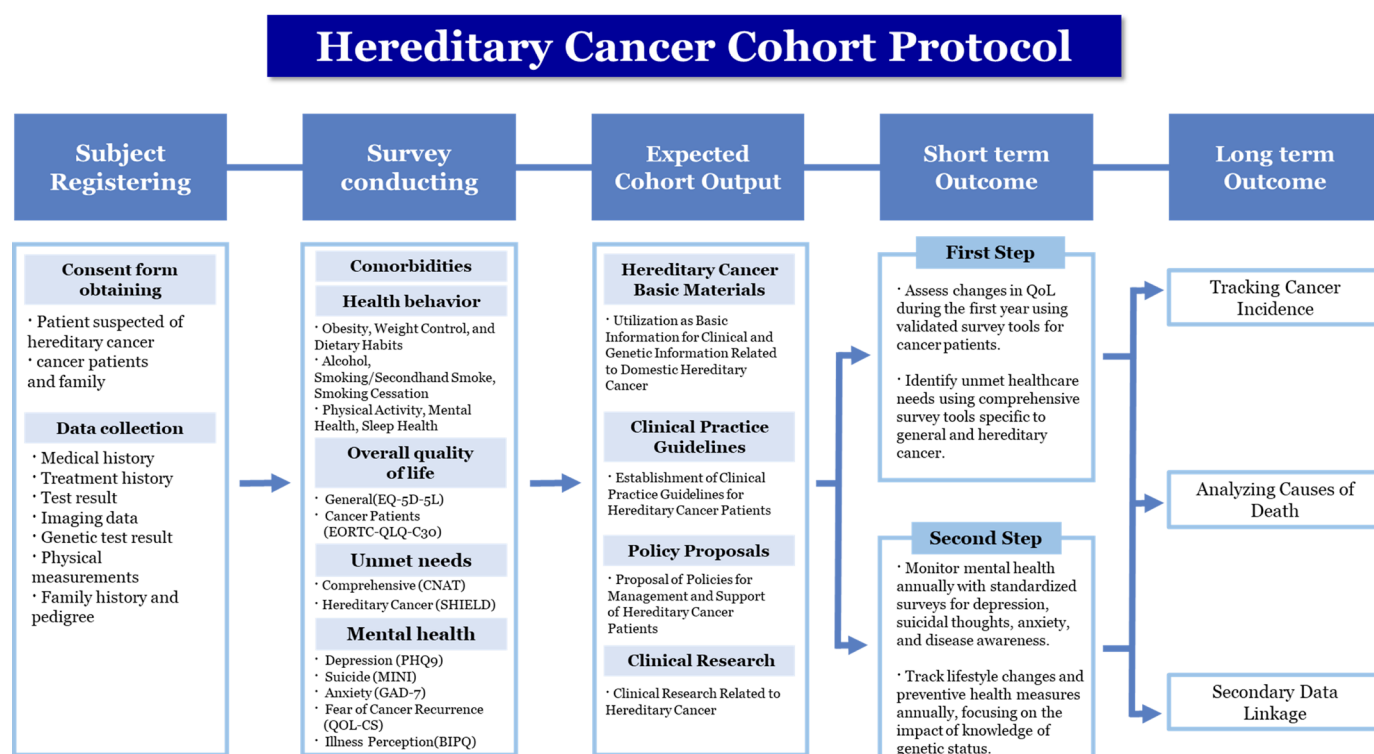 Hereditary Cancer Cohort Protocol
Subject
Registering
Survey
conducting
Expected
Cohort Output
Short term
Outcome
Long term
Outcome
Consent form
obtaining
· Patient suspected of
hereditary cancer
· cancer patients
and family
Data collection
· Medical history
· Treatment history
· Test result
· Imaging data
· Genetic test result
· Physical
measurements
· Family history and
pedigree
Comorbidities
Health behavior
· Obesity, Weight Control, and
Dietary Habits
· Alcohol,
Smoking/Secondhand Smoke,
Smoking Cessation
· Physical Activity, Mental
Health, Sleep Health
Overall quality
of life
· General(EQ-5D-5L)
· Cancer Patients
(EORTC-QLQ-C30)
Unmet needs
· Comprehensive (CNAT)
· Hereditary Cancer (SHIELD)
Mental health
· Depression (PHQ9)
· Suicide (MINI)
· Anxiety (GAD-7)
· Fear of Cancer Recurrence
(QOL-CS)
· Illness Perception(BIPQ)
Hereditary Cancer
Basic Materials
· Utilization as Basic
Information for Clinical and
Genetic Information Related
to Domestic Hereditary
Cancer
Clinical Practice
Guidelines
· Establishment of Clinical
Practice Guidelines for
Hereditary Cancer Patients
Policy Proposals
· Proposal of Policies for
Management and Support
of Hereditary Cancer
Patients
Clinical Research
· Clinical Research Related to
Hereditary Cancer
First Step
· Assess changes in QoL
during the first year using
validated survey tools for
cancer patients.
· Identify unmet healthcare
needs using comprehensive
survey tools specific to
general and hereditary
cancer.
Second Step
· Monitor mental health
annually with standardized
surveys for depression,
suicidal thoughts, anxiety,
and disease awareness.
· Track lifestyle changes and
preventive health measures
annually, focusing on the
impact of knowledge of
genetic status.
Tracking Cancer
Incidence
Analyzing Causes of
Death
Secondary Data
Linkage